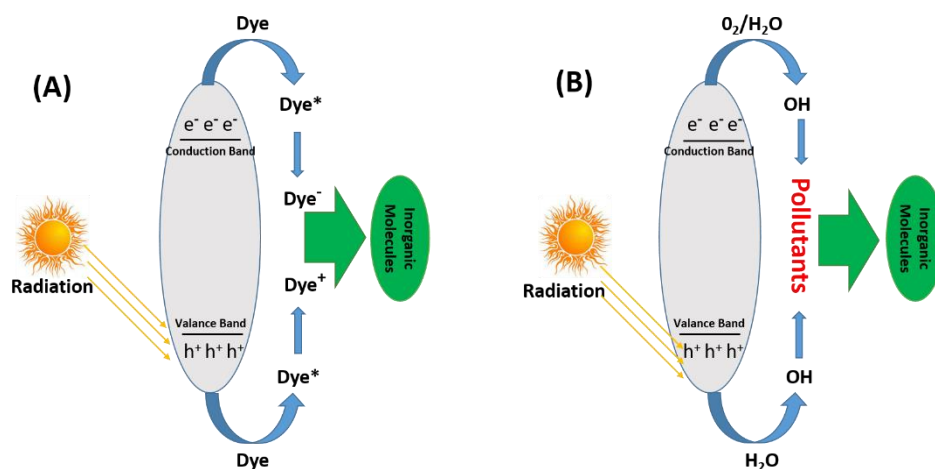 (A)
Dye
Dye*
e⁻ e⁻ e⁻
Conduction Band
Dye⁻
Inorganic
Molecules
Radiation
Dye⁺
Valance Band
h⁺ h⁺ h⁺
Dye*
Dye
(B)
0₂/H₂O
OH
e⁻ e⁻ e⁻
Conduction Band
Pollutants
Inorganic
Molecules
Radiation
Valance Band
h⁺ h⁺ h⁺
OH
H₂O